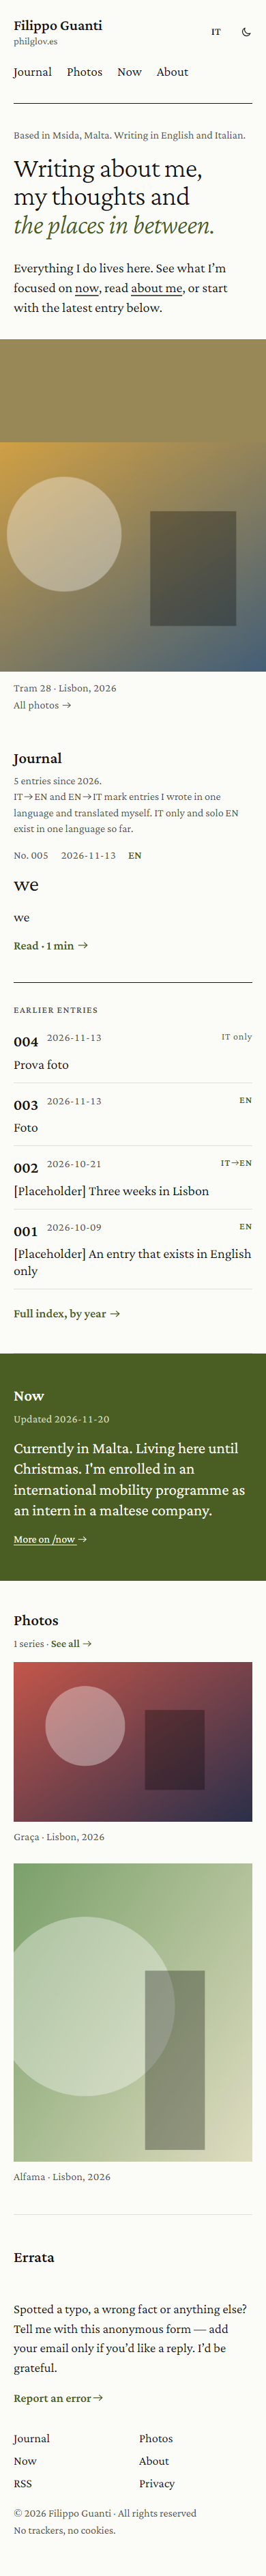 Filippo Guanti
IT
philglov.es
Journal Photos Now About
Based in Msida, Malta. Writing in English and Italian.
Writing about me,
my thoughts and
the places in between.
Everything I do lives here. See what I’m
focused on now, read about me, or start
with the latest entry below.
Tram 28 · Lisbon, 2026
All photos →
Journal
5 entries since 2026.
IT→EN and EN→IT mark entries I wrote in one
language and translated myself. IT only and solo EN
exist in one language so far.
No. 005 2026-11-13 EN
we
we
Read · 1 min →
EARLIER ENTRIES
004 2026-11-13 IT only
Prova foto
003 2026-11-13 EN
Foto
002 2026-10-21 IT→EN
[Placeholder] Three weeks in Lisbon
001 2026-10-09 EN
[Placeholder] An entry that exists in English
only
Full index, by year →
Now
Updated 2026-11-20
Currently in Malta. Living here until
Christmas. I'm enrolled in an
international mobility programme as
an intern in a maltese company.
More on /now →
Photos
1 series · See all →
Graça · Lisbon, 2026
Alfama · Lisbon, 2026
Errata
Spotted a typo, a wrong fact or anything else?
Tell me with this anonymous form — add
your email only if you’d like a reply. I’d be
grateful.
Report an error→
Journal Photos
Now About
RSS Privacy
© 2026 Filippo Guanti · All rights reserved
No trackers, no cookies.